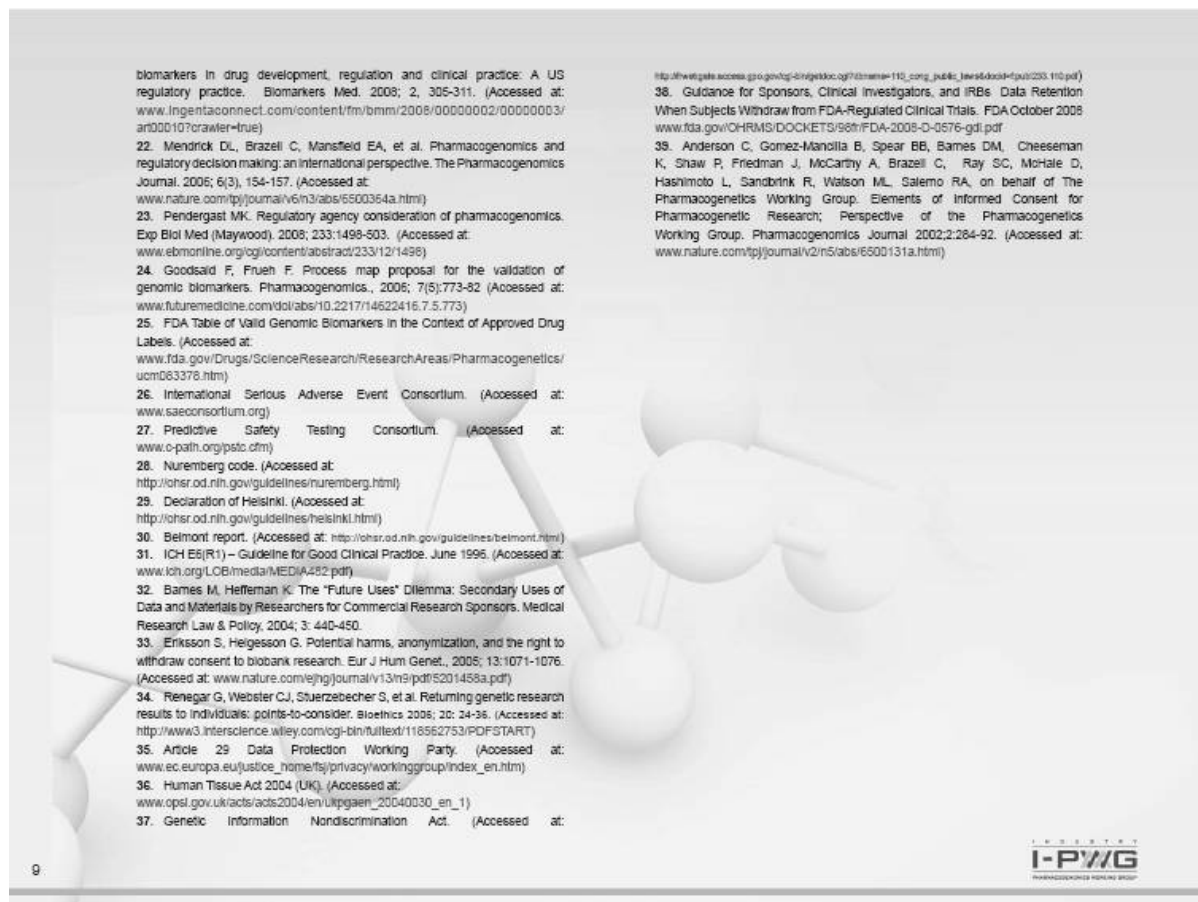 biomarkers in drug development, regulation and clinical practice: A US
regulatory practice. Biomarkers Med. 2008; 2, 305-311. (Accessed at:
www.ingentaconnect.com/content/fm/bmm/2008/00000002/00000003/
art00010?crawler=true)
22. Mendrick DL, Brazell C, Mansfield EA, et al. Pharmacogenomics and
regulatory decision making: an international perspective. The Pharmacogenomics
Journal. 2006; 6(3), 154-157. (Accessed at:
www.nature.com/tpj/journal/v6/n3/abs/6500364a.html)
23. Pendergast MK. Regulatory agency consideration of pharmacogenomics.
Exp Biol Med (Maywood). 2008; 233:1498-503. (Accessed at:
www.ebmonline.org/cgi/content/abstract/233/12/1498)
24. Goodsaid F, Frueh F. Process map proposal for the validation of
genomic biomarkers. Pharmacogenomics., 2006; 7(5):773-82 (Accessed at:
www.futuremedicine.com/doi/abs/10.2217/14622416.7.5.773)
25. FDA Table of Valid Genomic Biomarkers in the Context of Approved Drug
Labels. (Accessed at:
www.fda.gov/Drugs/ScienceResearch/ResearchAreas/Pharmacogenetics/
ucm083378.htm)
26. International Serious Adverse Event Consortium. (Accessed at:
www.saeconsortium.org)
27. Predictive Safety Testing Consortium. (Accessed at:
www.c-path.org/pstc.cfm)
28. Nuremberg code. (Accessed at:
http://ohsr.od.nih.gov/guidelines/nuremberg.html)
29. Declaration of Helsinki. (Accessed at:
http://ohsr.od.nih.gov/guidelines/helsinki.html)
30. Belmont report. (Accessed at: http://ohsr.od.nih.gov/guidelines/belmont.html)
31. ICH E6(R1) – Guideline for Good Clinical Practice. June 1996. (Accessed at:
www.ich.org/LOB/media/MEDIA482.pdf)
32. Barnes M, Heffernan K. The "Future Uses" Dilemma: Secondary Uses of
Data and Materials by Researchers for Commercial Research Sponsors. Medical
Research Law & Policy, 2004; 3: 440-450.
33. Eriksson S, Helgesson G. Potential harms, anonymization, and the right to
withdraw consent to biobank research. Eur J Hum Genet., 2005; 13:1071-1076.
(Accessed at: www.nature.com/ejhg/journal/v13/n9/pdf/5201458a.pdf)
34. Renegar G, Webster CJ, Stuerzebecher S, et al. Returning genetic research
results to individuals: points-to-consider. Bioethics 2006; 20: 24-36. (Accessed at:
http://www3.interscience.wiley.com/cgi-bin/fulltext/118562753/PDFSTART)
35. Article 29 Data Protection Working Party. (Accessed at:
www.ec.europa.eu/justice_home/fsj/privacy/workinggroup/index_en.htm)
36. Human Tissue Act 2004 (UK). (Accessed at:
www.opsi.gov.uk/acts/acts2004/en/ukpgaen_20040030_en_1)
37. Genetic Information Nondiscrimination Act. (Accessed at:
http://frwebgate.access.gpo.gov/cgi-bin/getdoc.cgi?dbname=110_cong_public_laws&docid=f:publ233.110.pdf)
38. Guidance for Sponsors, Clinical Investigators, and IRBs Data Retention
When Subjects Withdraw from FDA-Regulated Clinical Trials. FDA October 2008
www.fda.gov/OHRMS/DOCKETS/98fr/FDA-2008-D-0576-gdl.pdf
39. Anderson C, Gomez-Mancilla B, Spear BB, Barnes DM, Cheeseman
K, Shaw P, Friedman J, McCarthy A, Brazell C, Ray SC, McHale D,
Hashimoto L, Sandbrink R, Watson ML, Salerno RA, on behalf of The
Pharmacogenetics Working Group. Elements of Informed Consent for
Pharmacogenetic Research; Perspective of the Pharmacogenetics
Working Group. Pharmacogenomics Journal 2002;2:284-92. (Accessed at:
www.nature.com/tpj/journal/v2/n5/abs/6500131a.html)
9
INDUSTRY
I-PWG
PHARMACOGENOMICS WORKING GROUP